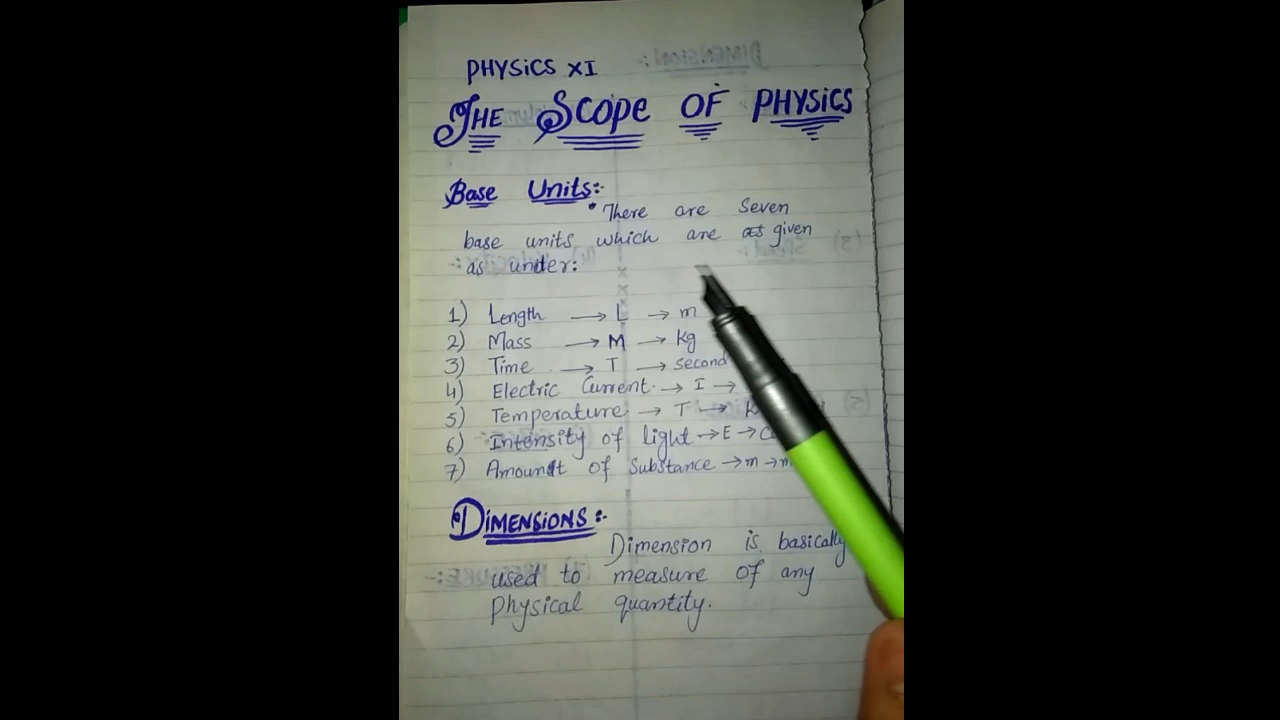 PHYSICS XI
THE SCOPE OF PHYSICS
Base Units:-
• There are Seven
base units which are as given
as under:
1) Length → L → m
2) Mass → M → kg
3) Time → T → second
4) Electric Current → I →
5) Temperature → T → K
6) Intensity of light → E →
7) Amount of Substance → m →
DIMENSIONS:-
Dimension is basically
used to measure of any
Physical quantity.